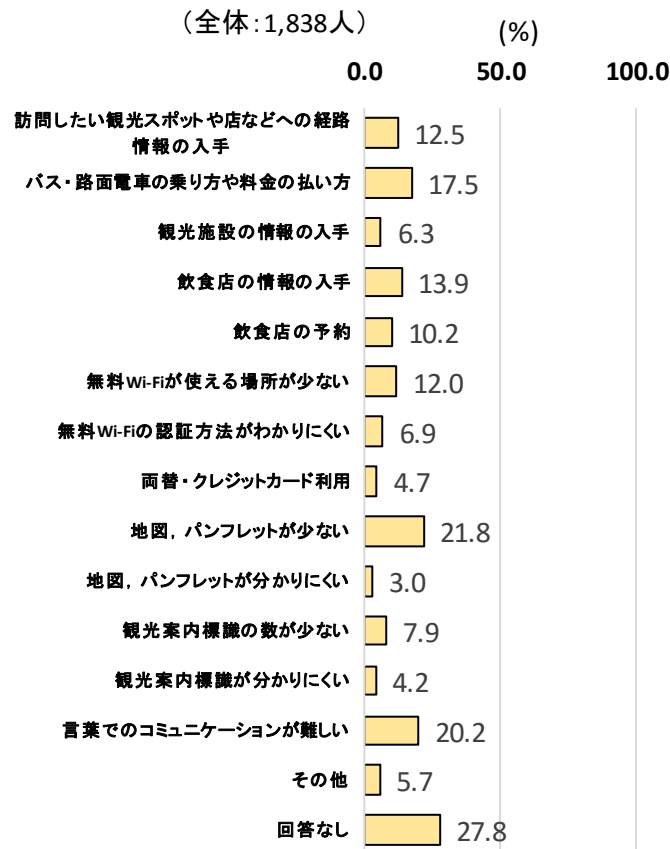 （全体：1,838人）
(%)
0.0 50.0 100.0
訪問したい観光スポットや店などへの経路
情報の入手
12.5
バス・路面電車の乗り方や料金の払い方
17.5
観光施設の情報の入手
6.3
飲食店の情報の入手
13.9
飲食店の予約
10.2
無料Wi-Fiが使える場所が少ない
12.0
無料Wi-Fiの認証方法がわかりにくい
6.9
両替・クレジットカード利用
4.7
地図，パンフレットが少ない
21.8
地図，パンフレットが分かりにくい
3.0
観光案内標識の数が少ない
7.9
観光案内標識が分かりにくい
4.2
言葉でのコミュニケーションが難しい
20.2
その他
5.7
回答なし
27.8